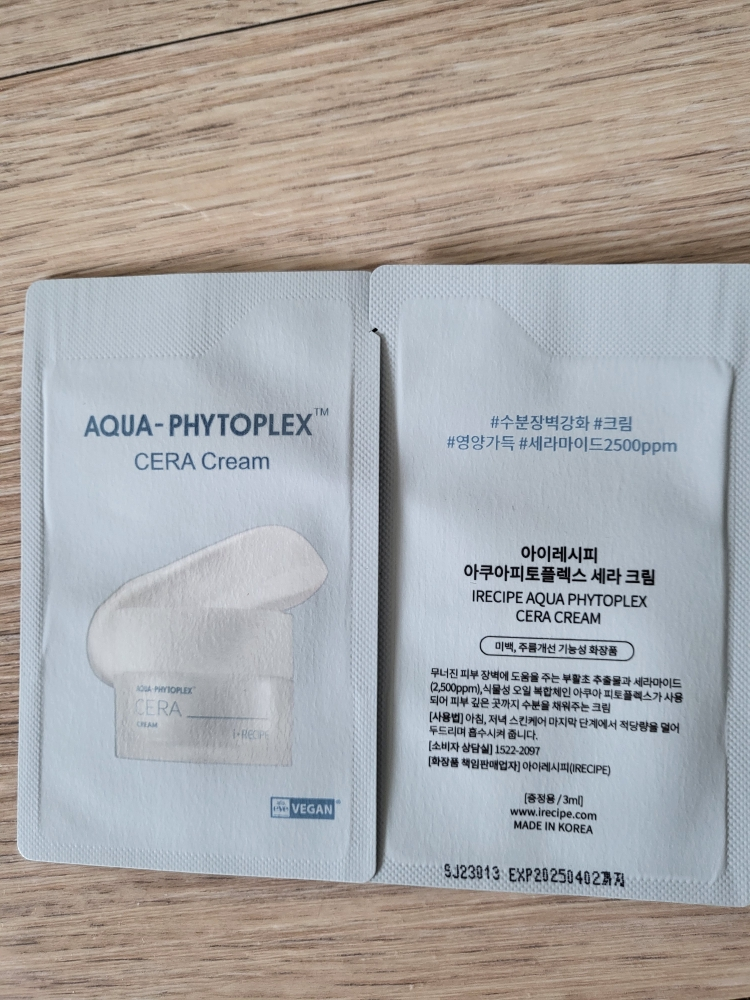 AQUA-PHYTOPLEX™
CERA Cream
AQUA-PHYTOPLEX
CERA
CREAM
I·RECIPE
EVE VEGAN®
#수분장벽강화 #크림
#영양가득 #세라마이드2500ppm
아이레시피
아쿠아피토플렉스 세라 크림
IRECIPE AQUA PHYTOPLEX
CERA CREAM
미백, 주름개선 기능성 화장품
무너진 피부 장벽에 도움을 주는 부활초 추출물과 세라마이드
(2,500ppm),식물성 오일 복합체인 아쿠아 피토플렉스가 사용
되어 피부 깊은 곳까지 수분을 채워주는 크림
[사용법] 아침, 저녁 스킨케어 마지막 단계에서 적당량을 덜어
두드리며 흡수시켜 줍니다.
[소비자 상담실] 1522-2097
[화장품 책임판매업자] 아이레시피(IRECIPE)
[증정용 / 3ml]
www.irecipe.com
MADE IN KOREA
SJ23013 EXP20250402까지